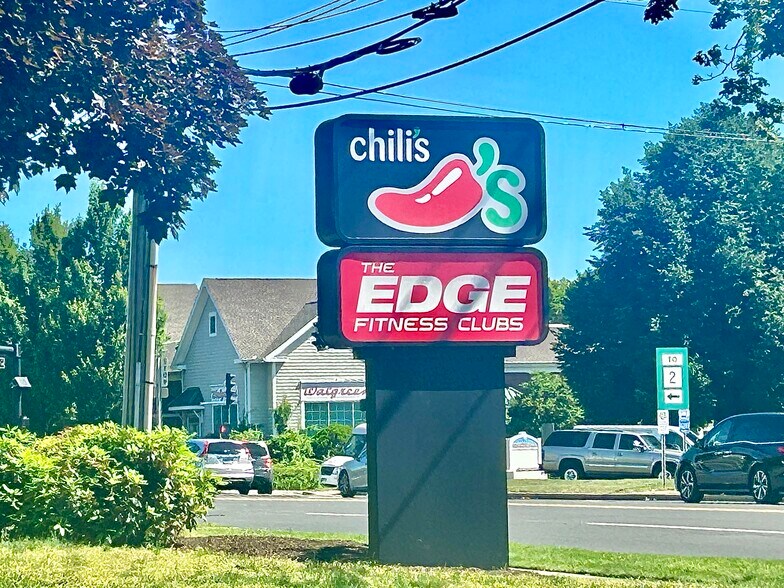 chili's
THE
EDGE
FITNESS CLUBS
Walgreens
TO
2